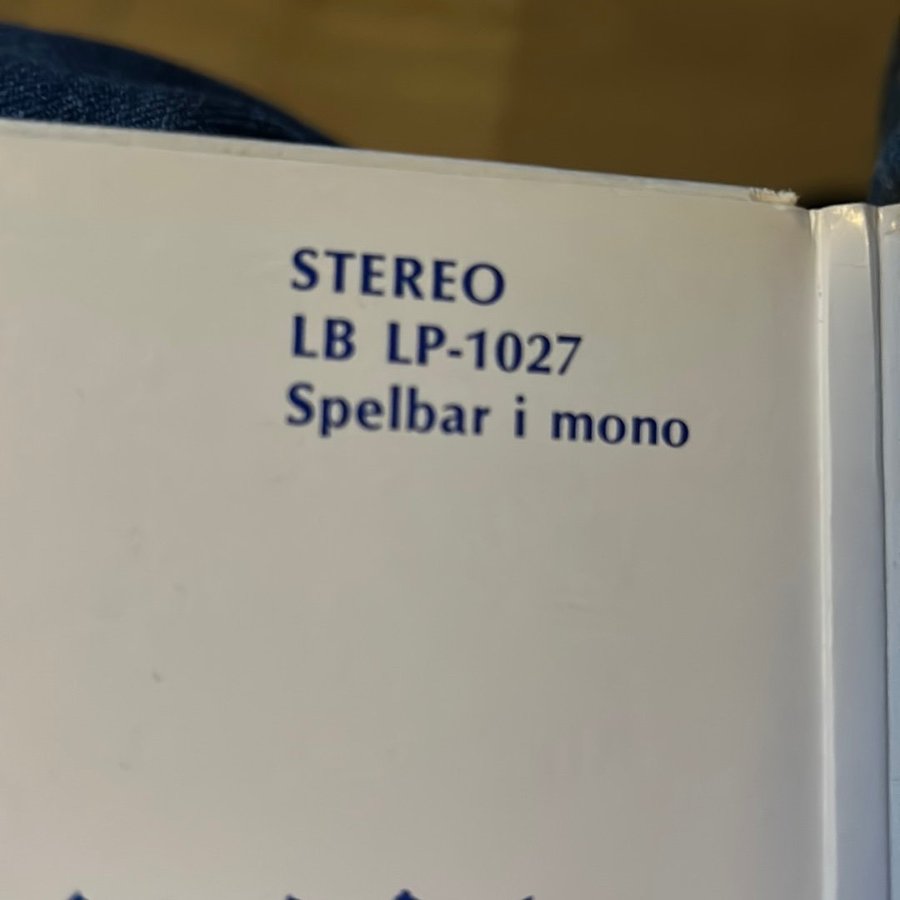 STEREO
LB LP-1027
Spelbar i mono